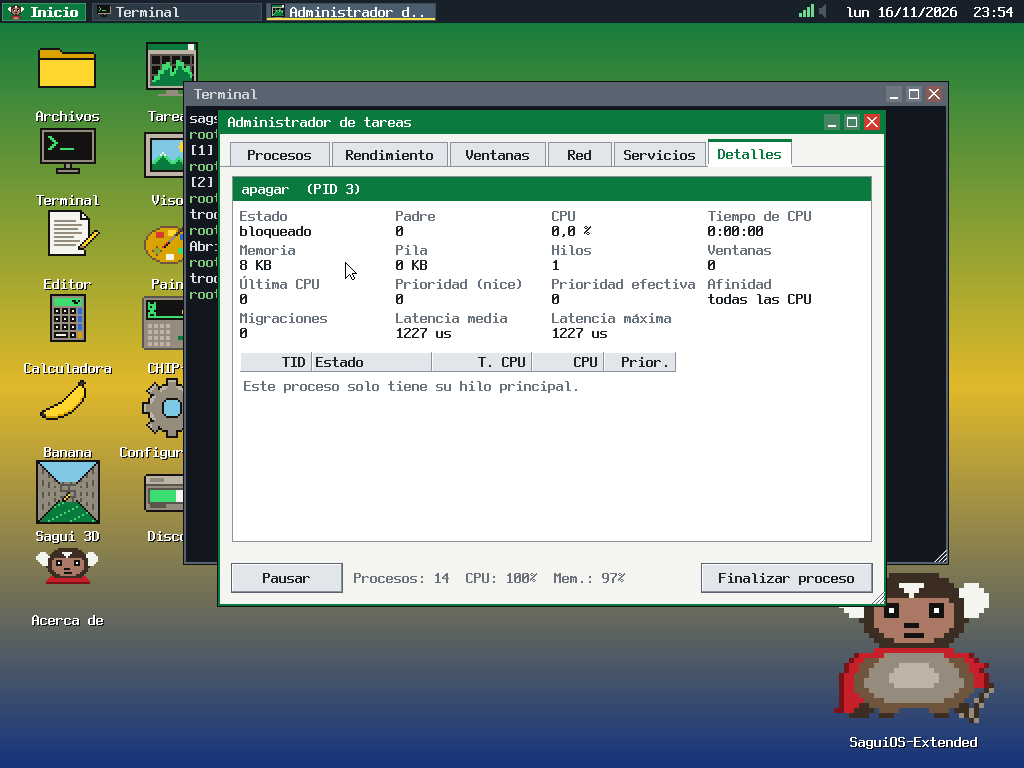 Inicio Terminal Administrador d.. lun 16/11/2026 23:54
Archivos
Terminal
Editor
Calculadora
Banana
Sagui 3D
Acerca de
Terminal
[1]
[2]
Administrador de tareas
Procesos Rendimiento Ventanas Red Servicios Detalles
apagar (PID 3)
Estado Padre CPU Tiempo de CPU
bloqueado 0 0,0 % 0:00:00
Memoria Pila Hilos Ventanas
8 KB 0 KB 1 0
Última CPU Prioridad (nice) Prioridad efectiva Afinidad
0 0 0 todas las CPU
Migraciones Latencia media Latencia máxima
0 1227 us 1227 us
TID Estado T. CPU CPU Prior.
Este proceso solo tiene su hilo principal.
Pausar Procesos: 14 CPU: 100% Mem.: 97% Finalizar proceso
SaguiOS-Extended